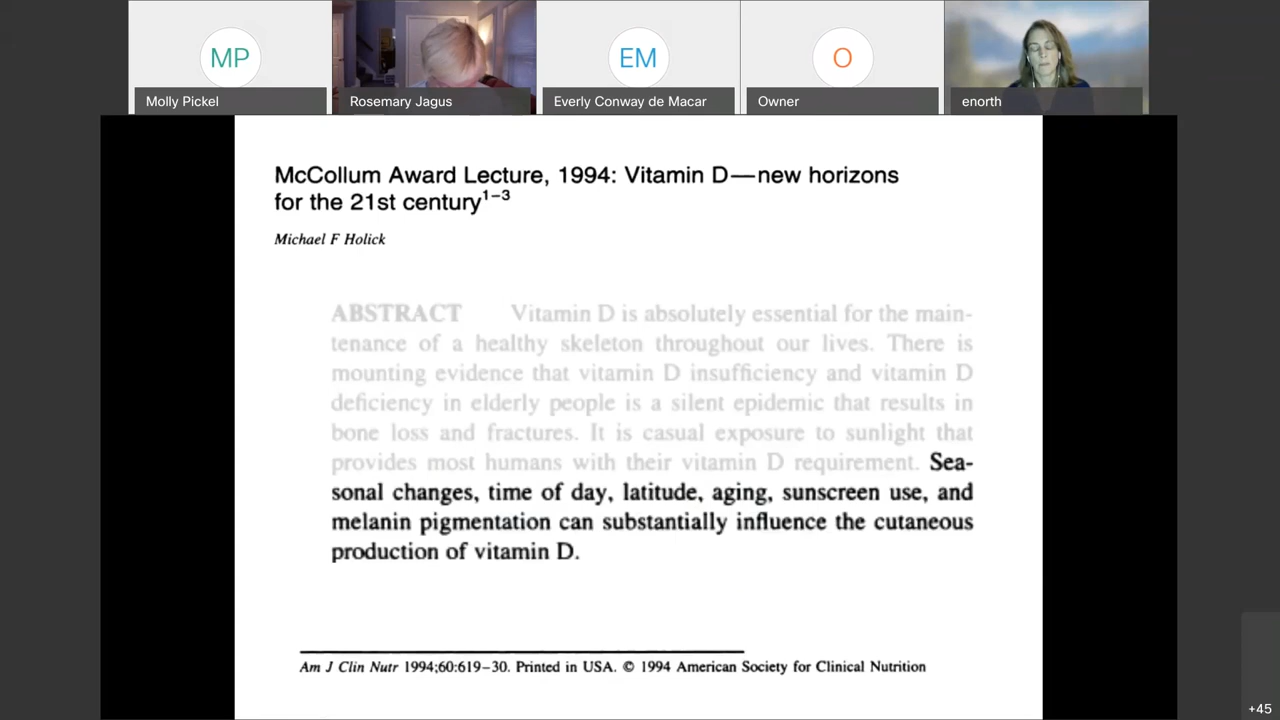 MP
EM
O
Molly Pickel
Rosemary Jagus
Everly Conway de Macar
Owner
enorth
McCollum Award Lecture, 1994: Vitamin D—new horizons
for the 21st century1–3
Michael F Holick
ABSTRACT Vitamin D is absolutely essential for the main-
tenance of a healthy skeleton throughout our lives. There is
mounting evidence that vitamin D insufficiency and vitamin D
deficiency in elderly people is a silent epidemic that results in
bone loss and fractures. It is casual exposure to sunlight that
provides most humans with their vitamin D requirement. Sea-
sonal changes, time of day, latitude, aging, sunscreen use, and
melanin pigmentation can substantially influence the cutaneous
production of vitamin D.
Am J Clin Nutr 1994;60:619–30. Printed in USA. © 1994 American Society for Clinical Nutrition
+45